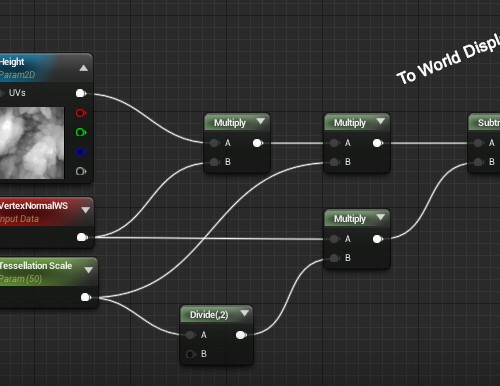 Height
Param2D
UVs
To World Displ
Multiply
A
B
Multiply
A
B
Subtr
A
B
VertexNormalWS
Input Data
Multiply
A
B
Tessellation Scale
Param (50)
Divide(,2)
A
B